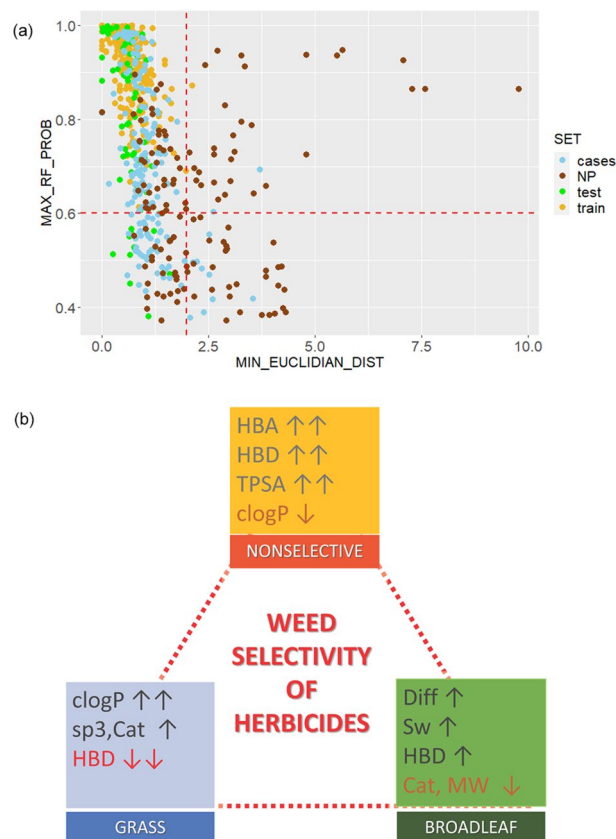 (a)
1.0
0.8
0.6
0.4
MAX_RF_PROB
0.0
2.5
5.0
7.5
10.0
MIN_EUCLIDIAN_DIST
SET
cases
NP
test
train
(b)
HBA ↑ ↑
HBD ↑ ↑
TPSA ↑ ↑
clogP ↓
NONSELECTIVE
WEED
SELECTIVITY
OF
HERBICIDES
clogP ↑ ↑
sp3,Cat ↑
HBD ↓ ↓
GRASS
Diff ↑
Sw ↑
HBD ↑
Cat, MW ↓
BROADLEAF